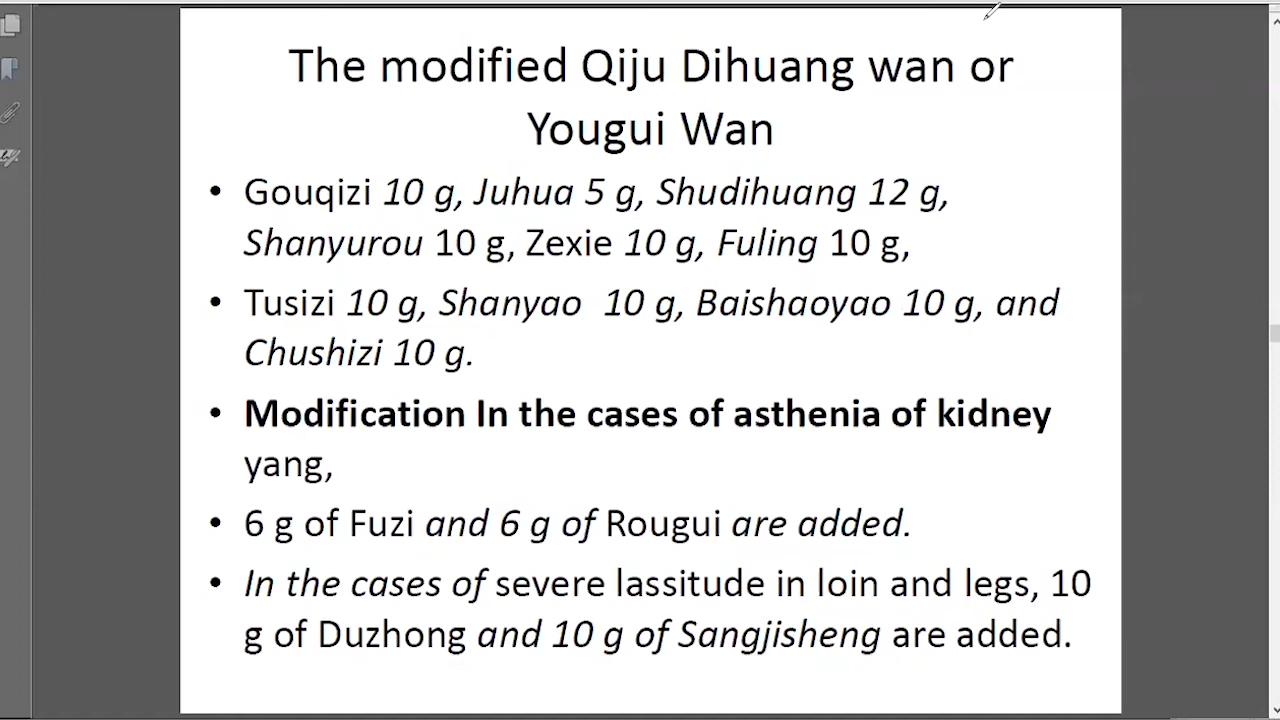 The modified Qiju Dihuang wan or
Yougui Wan
• Gouqizi 10 g, Juhua 5 g, Shudihuang 12 g,
Shanyurou 10 g, Zexie 10 g, Fuling 10 g,
• Tusizi 10 g, Shanyao 10 g, Baishaoyao 10 g, and
Chushizi 10 g.
• Modification In the cases of asthenia of kidney
yang,
• 6 g of Fuzi and 6 g of Rougui are added.
• In the cases of severe lassitude in loin and legs, 10
g of Duzhong and 10 g of Sangjisheng are added.